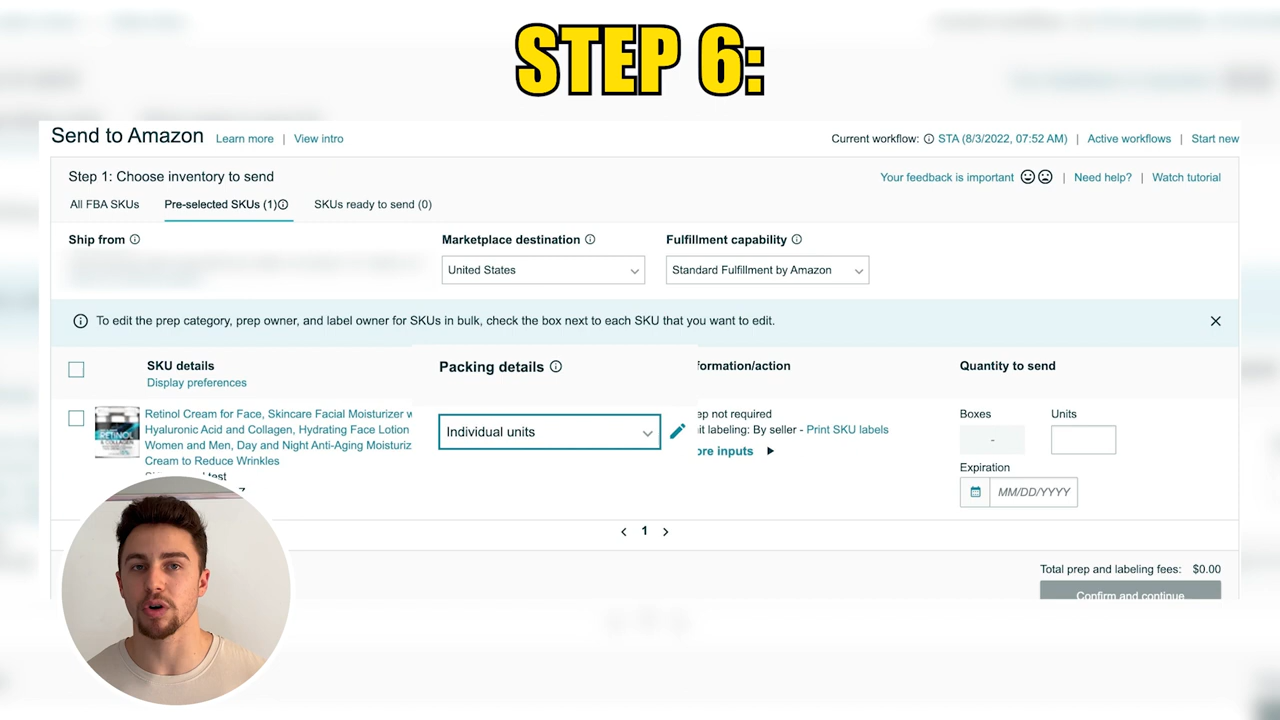 STEP 6:
Send to Amazon Learn more | View intro
Current workflow: STA (8/3/2022, 07:52 AM) | Active workflows | Start new
Step 1: Choose inventory to send
Your feedback is important | Need help? | Watch tutorial
All FBA SKUs Pre-selected SKUs (1) SKUs ready to send (0)
Ship from Marketplace destination Fulfillment capability
United States Standard Fulfillment by Amazon
To edit the prep category, prep owner, and label owner for SKUs in bulk, check the box next to each SKU that you want to edit.
SKU details Packing details formation/action Quantity to send
Display preferences
Retinol Cream for Face, Skincare Facial Moisturizer w
Hyaluronic Acid and Collagen, Hydrating Face Lotion
Women and Men, Day and Night Anti-Aging Moisturiz
Cream to Reduce Wrinkles
test
RETINOL
Individual units
ep not required
it labeling: By seller - Print SKU labels
ore inputs
Boxes Units
-
Expiration
MM/DD/YYYY
1
Total prep and labeling fees: $0.00
Confirm and continue